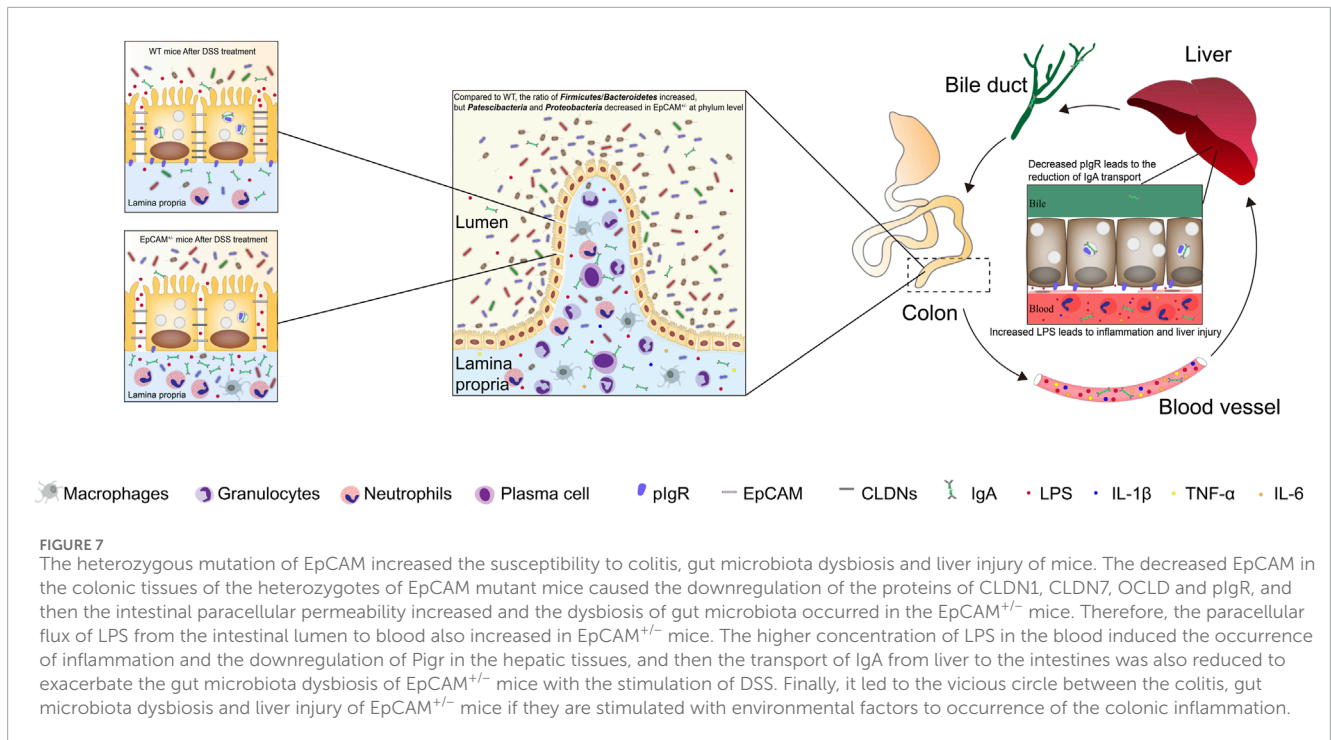 WT mice After DSS treatment
Lamina propria
EpCAM+/- mice After DSS treatment
Lamina propria
Compared to WT, the ratio of Firmicutes/Bacteroidetes increased,
but Patescibacteria and Proteobacteria decreased in EpCAM+/- at phylum level
Lumen
Lamina
propria
Bile duct
Liver
Colon
Decreased pIgR leads to the
reduction of IgA transport
Bile
Blood
Increased LPS leads to inflammation and liver injury
Blood vessel
Macrophages Granulocytes Neutrophils Plasma cell pIgR EpCAM CLDNs IgA LPS IL-1β TNF-α IL-6
FIGURE 7
The heterozygous mutation of EpCAM increased the susceptibility to colitis, gut microbiota dysbiosis and liver injury of mice. The decreased EpCAM in
the colonic tissues of the heterozygotes of EpCAM mutant mice caused the downregulation of the proteins of CLDN1, CLDN7, OCLD and pIgR, and
then the intestinal paracellular permeability increased and the dysbiosis of gut microbiota occurred in the EpCAM+/− mice. Therefore, the paracellular
flux of LPS from the intestinal lumen to blood also increased in EpCAM+/− mice. The higher concentration of LPS in the blood induced the occurrence
of inflammation and the downregulation of Pigr in the hepatic tissues, and then the transport of IgA from liver to the intestines was also reduced to
exacerbate the gut microbiota dysbiosis of EpCAM+/− mice with the stimulation of DSS. Finally, it led to the vicious circle between the colitis, gut
microbiota dysbiosis and liver injury of EpCAM+/− mice if they are stimulated with environmental factors to occurrence of the colonic inflammation.